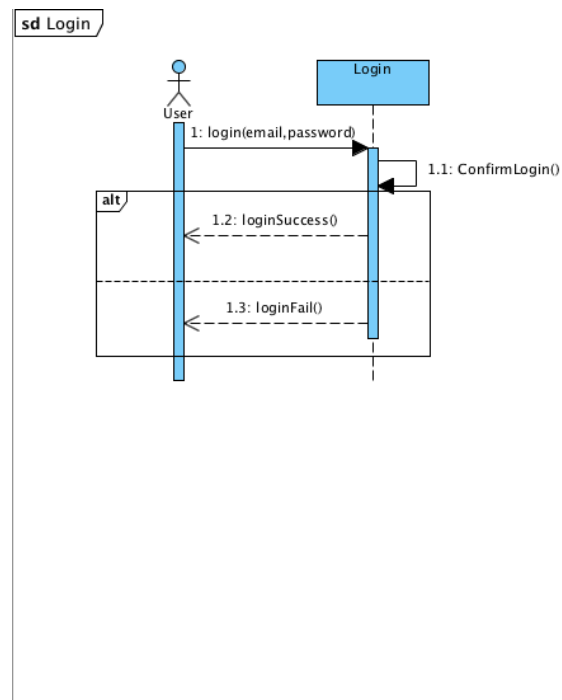 sd Login
Login
User
1: login(email,password)
1.1: ConfirmLogin()
alt
1.2: loginSuccess()
1.3: loginFail()